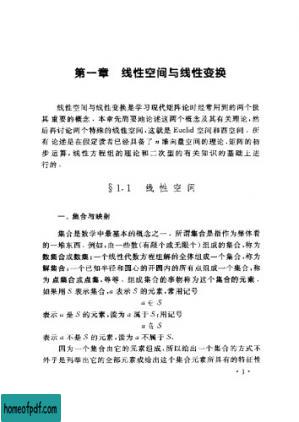 第一章 线性空间与线性变换
线性空间与线性变换是学习现代矩阵论时经常用到的两个极
其重要的概念．本章先简要地论述这两个概念及其有关理论，然
后再讨论两个特殊的线性空间，这就是 Euclid 空间和酉空间．所
有论述是在假定读者已经具备了 n 维向量空间的理论、矩阵的初
步运算、线性方程组的理论和二次型的有关知识的基础上进
行的．
§1.1 线性空间
一、集合与映射
集合是数学中最基本的概念之一．所谓集合是指作为整体看
的一堆东西．例如，由一些数(有限个或无限个)组成的集合，称为
数集合或数集；一个线性代数方程组解的全体组成一个集合，称为
解集合；一个已知半径和圆心的开圆内的所有点组成一个集合，称
为点集合或点集，等等．组成集合的事物称为这个集合的元素．
如果用 S 表示集合，a 表示 S 的元素，常用记号
a∈S
表示 a 是 S 的元素，读为 a 属于 S；用记号
a∉S
表示 a 不是 S 的元素，读为 a 不属于 S．
因为一个集合由它的元素组成，所以给出一个集合的方式不
外乎是列举出它的全部元素或给出这个集合元素所具有的特征性
• 1 •
homeofpdf.com
homeofpdf.com